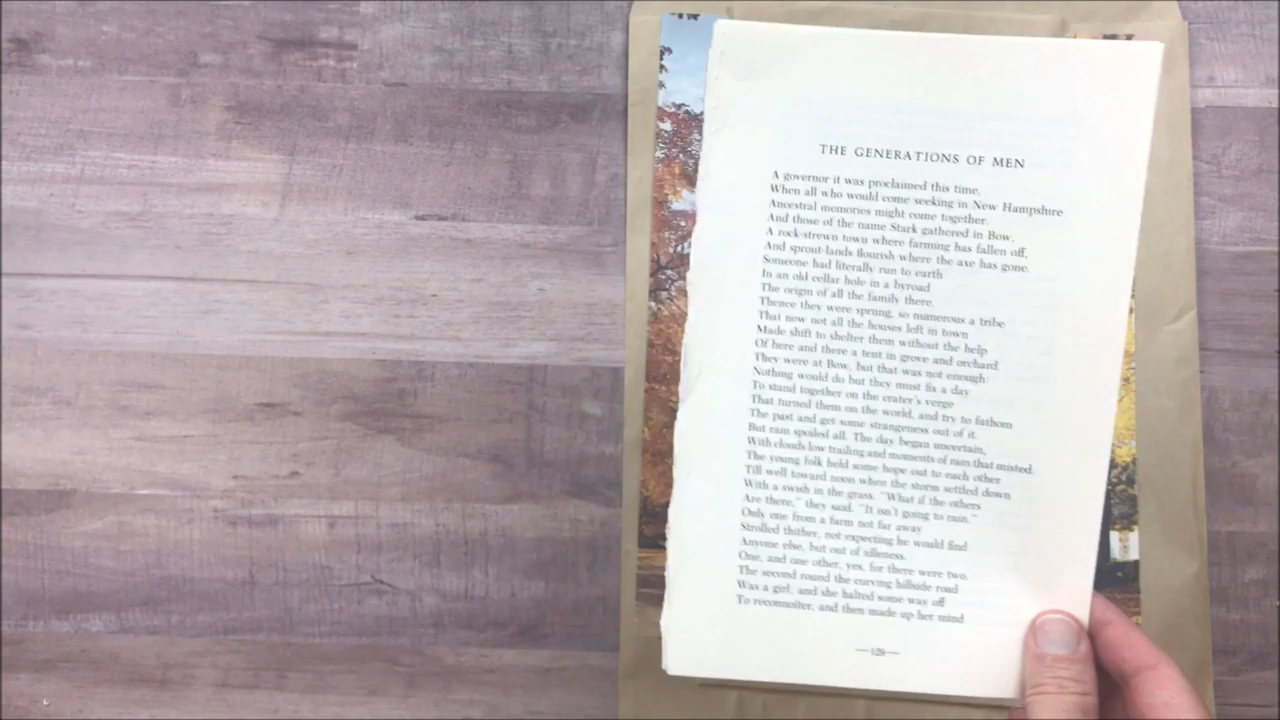 THE GENERATIONS OF MEN
A governor it was proclaimed this time,
When all who would come seeking in New Hampshire
Ancestral memories might come together.
And those of the name Stark gathered in Bow,
A rock-strewn town where farming has fallen off,
And sprout-lands flourish where the axe has gone.
Someone had literally run to earth
In an old cellar hole in a byroad
The origin of all the family there.
Thence they were sprung, so numerous a tribe
That now not all the houses left in town
Made shift to shelter them without the help
Of here and there a tent in grove and orchard.
They were at Bow, but that was not enough:
Nothing would do but they must fix a day
To stand together on the crater's verge
That turned them on the world, and try to fathom
The past and get some strangeness out of it.
But rain spoiled all. The day began uncertain,
With clouds low trailing and moments of rain that misted.
The young folk held some hope out to each other
Till well toward noon when the storm settled down
With a swish in the grass. "What if the others
Are there," they said. "It isn't going to rain."
Only one from a farm not far away
Strolled thither, not expecting he would find
Anyone else, but out of idleness.
One, and one other, yes, for there were two.
The second round the curving hillside road
Was a girl; and she halted some way off
To reconnoiter, and then made up her mind
—129—